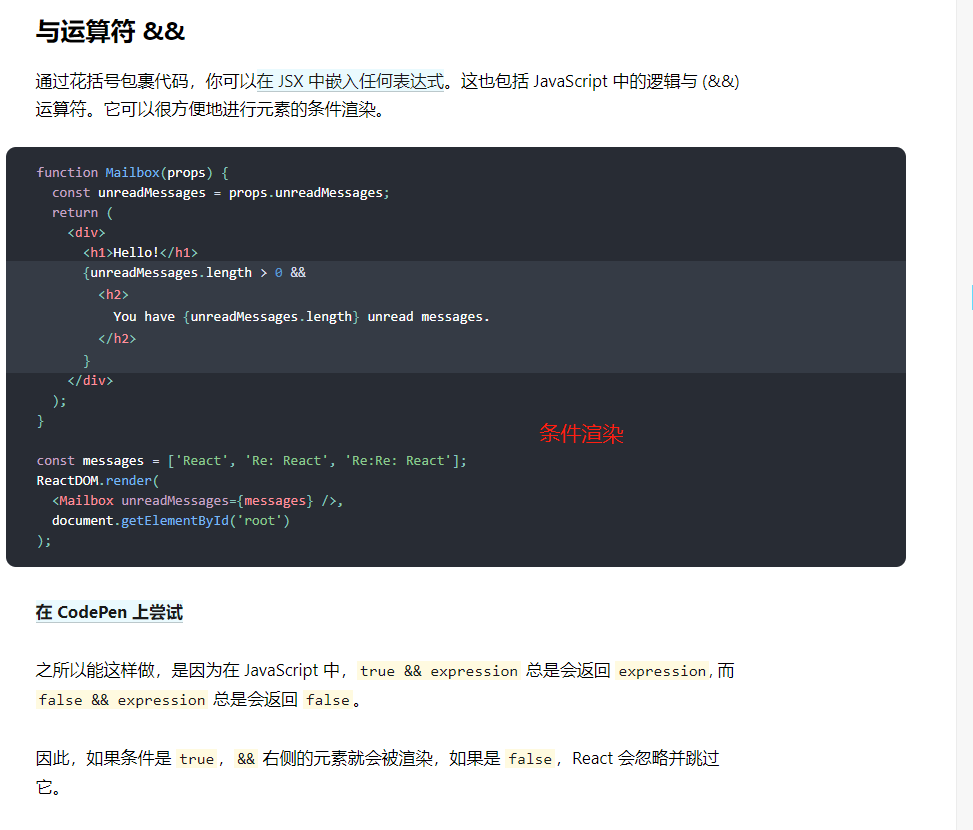 与运算符 &&
通过花括号包裹代码，你可以在 JSX 中嵌入任何表达式。这也包括 JavaScript 中的逻辑与 (&&)
运算符。它可以很方便地进行元素的条件渲染。
function Mailbox(props) {
  const unreadMessages = props.unreadMessages;
  return (
    <div>
      <h1>Hello!</h1>
      {unreadMessages.length > 0 &&
        <h2>
          You have {unreadMessages.length} unread messages.
        </h2>
      }
    </div>
  );
}
条件渲染
const messages = ['React', 'Re: React', 'Re:Re: React'];
ReactDOM.render(
  <Mailbox unreadMessages={messages} />,
  document.getElementById('root')
);
在 CodePen 上尝试
之所以能这样做，是因为在 JavaScript 中，true && expression 总是会返回 expression, 而
false && expression 总是会返回 false。
因此，如果条件是 true，&& 右侧的元素就会被渲染，如果是 false，React 会忽略并跳过
它。